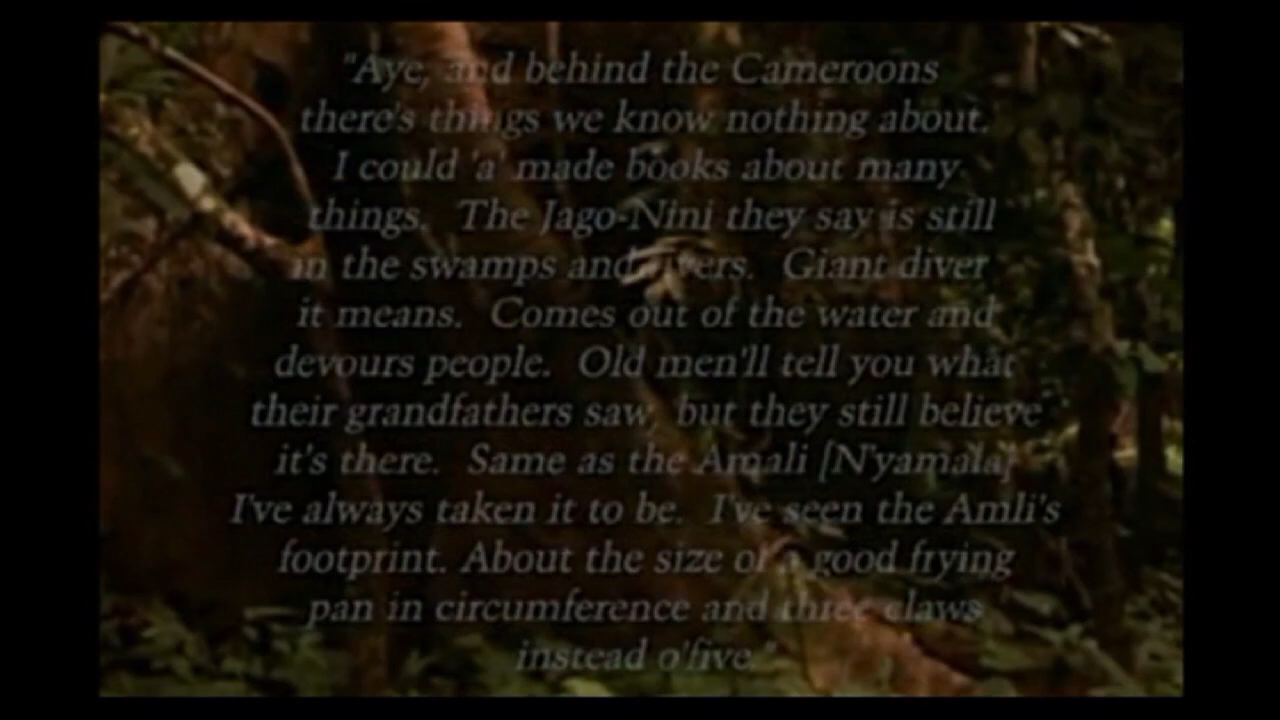 "Aye, and behind the Cameroons
there's things we know nothing about.
I could 'a' made books about many
things.  The Jago-Nini they say is still
in the swamps and rivers.  Giant diver
it means.  Comes out of the water and
devours people.  Old men'll tell you what
their grandfathers saw, but they still believe
it's there.  Same as the Amali [N'yamala]
I've always taken it to be.  I've seen the Amli's
footprint. About the size of a good frying
pan in circumference and three claws
instead o'five."